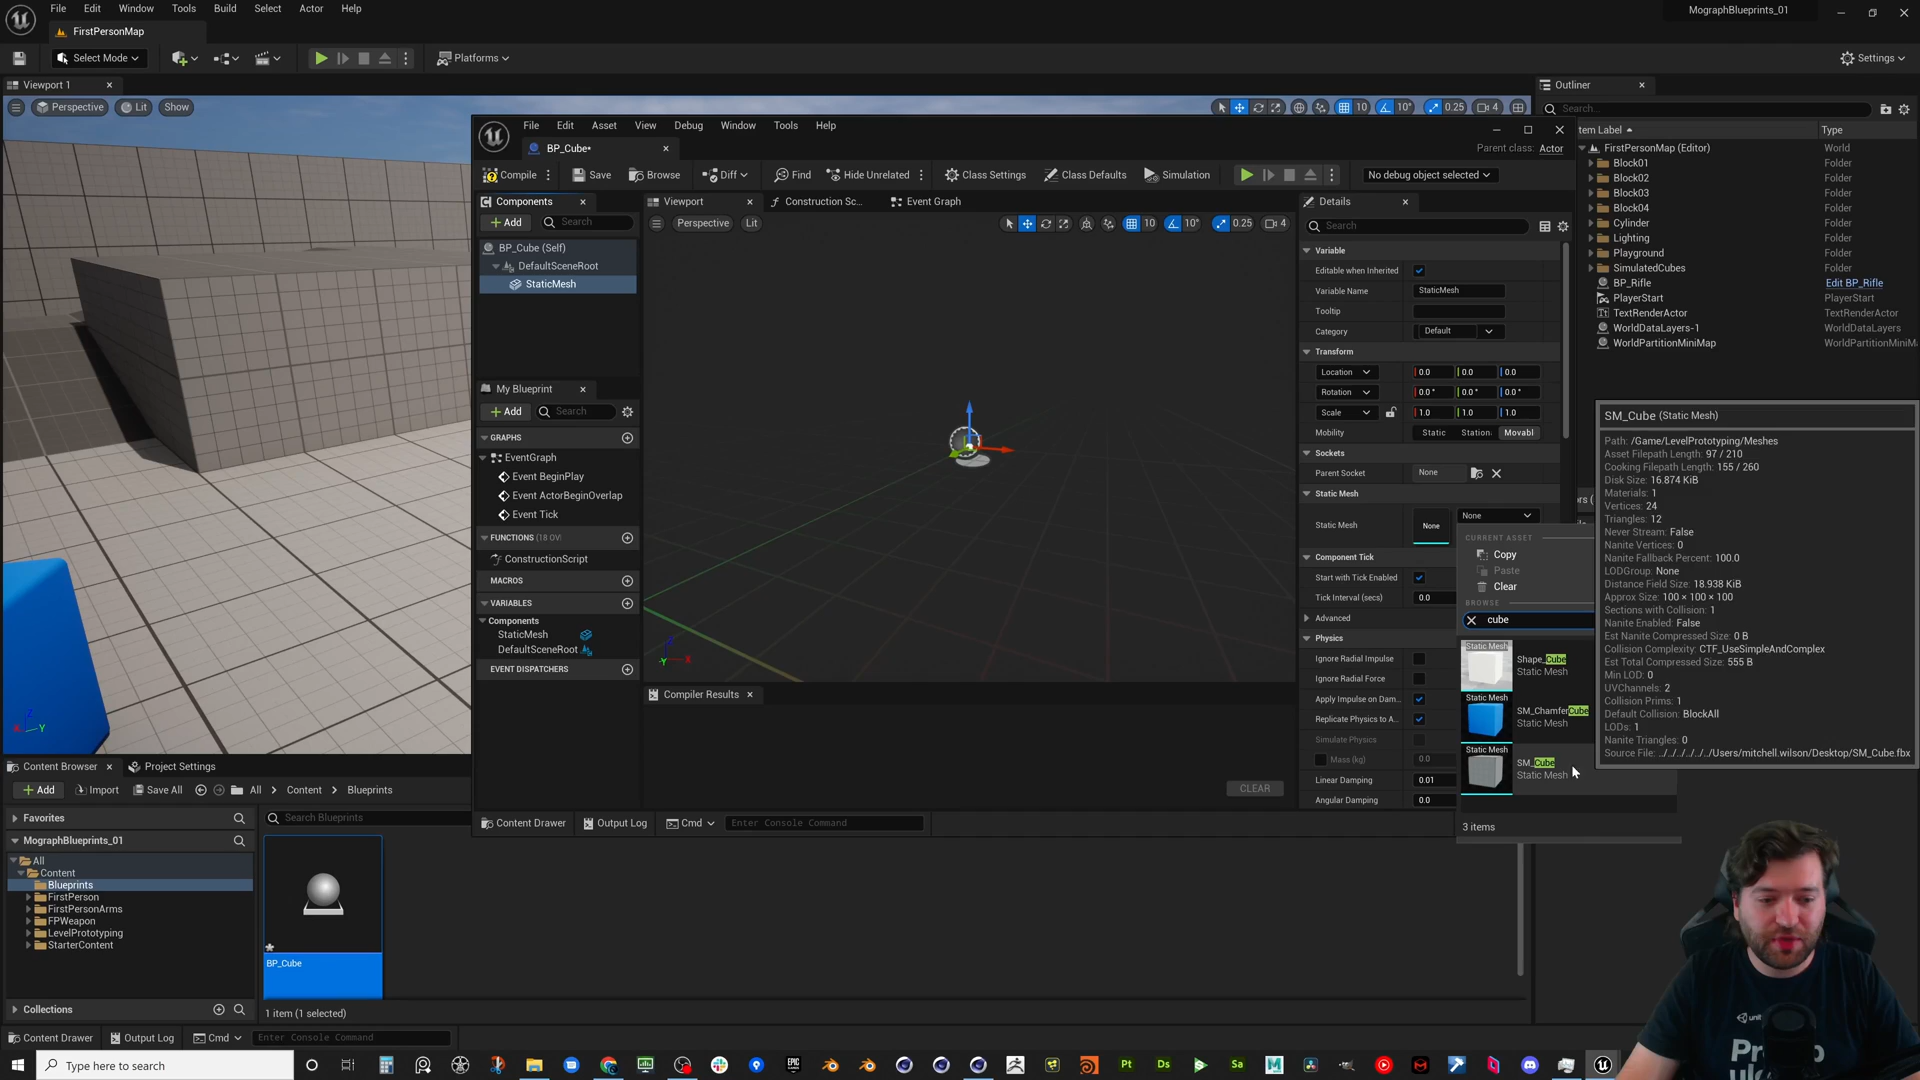 File Edit Window Tools Build Select Actor Help
MographBlueprints_01
FirstPersonMap
Select Mode
Platforms
Settings
Viewport 1
Perspective Lit Show
10 10° 0.25 4
Outliner
Search...
Item Label Type
FirstPersonMap (Editor) World
Block01 Folder
Block02 Folder
Block03 Folder
Block04 Folder
Cylinder Folder
Lighting Folder
Playground Folder
SimulatedCubes Folder
BP_Rifle Edit BP_Rifle
PlayerStart PlayerStart
TextRenderActor TextRenderActor
WorldDataLayers-1 WorldDataLayers
WorldPartitionMiniMap WorldPartitionMiniM
File Edit Asset View Debug Window Tools Help
BP_Cube*
Parent class: Actor
Compile Save Browse Diff Find Hide Unrelated Class Settings Class Defaults Simulation No debug object selected
Components
Add Search
BP_Cube (Self)
DefaultSceneRoot
StaticMesh
My Blueprint
Add Search
GRAPHS
EventGraph
Event BeginPlay
Event ActorBeginOverlap
Event Tick
FUNCTIONS (18 OV
ConstructionScript
MACROS
VARIABLES
Components
StaticMesh
DefaultSceneRoot
EVENT DISPATCHERS
Viewport Construction Sc... Event Graph
Perspective Lit
10 10° 0.25 4
Z
X
Y
Compiler Results
CLEAR
Content Drawer Output Log Cmd Enter Console Command
Details
Search
Variable
Editable when Inherited
Variable Name StaticMesh
Tooltip
Category Default
Transform
Location 0.0 0.0 0.0
Rotation 0.0° 0.0° 0.0°
Scale 1.0 1.0 1.0
Mobility Static Station Movabl
Sockets
Parent Socket None
Static Mesh
Static Mesh None None
Component Tick
Start with Tick Enabled
Tick Interval (secs) 0.0
Advanced
Physics
Ignore Radial Impulse
Ignore Radial Force
Apply Impulse on Dam...
Replicate Physics to A...
Simulate Physics
Mass (kg) 0.0
Linear Damping 0.01
Angular Damping 0.0
CURRENT ASSET
Copy
Paste
Clear
BROWSE
cube
Static Mesh
Shape_Cube
Static Mesh
Static Mesh
SM_ChamferCube
Static Mesh
Static Mesh
SM_Cube
Static Mesh
3 items
SM_Cube (Static Mesh)
Path: /Game/LevelPrototyping/Meshes
Asset Filepath Length: 97 / 210
Cooking Filepath Length: 155 / 260
Disk Size: 16.874 KiB
Materials: 1
Vertices: 24
Triangles: 12
Never Stream: False
Nanite Vertices: 0
Nanite Fallback Percent: 100.0
LODGroup: None
Distance Field Size: 18.938 KiB
Approx Size: 100 × 100 × 100
Sections with Collision: 1
Nanite Enabled: False
Est Nanite Compressed Size: 0 B
Collision Complexity: CTF_UseSimpleAndComplex
Est Total Compressed Size: 555 B
Min LOD: 0
UVChannels: 2
Collision Prims: 1
Default Collision: BlockAll
LODs: 1
Nanite Triangles: 0
Source File: ../../../../../../Users/mitchell.wilson/Desktop/SM_Cube.fbx
Z
X
Y
Content Browser Project Settings
Add Import Save All All Content Blueprints
Favorites
Search Blueprints
MographBlueprints_01
All
Content
Blueprints
FirstPerson
FirstPersonArms
FPWeapon
LevelPrototyping
StarterContent
BP_Cube
Collections
1 item (1 selected)
Content Drawer Output Log Cmd Enter Console Command
Type here to search
EPIC GAMES
Pt
Ds
Sa
M